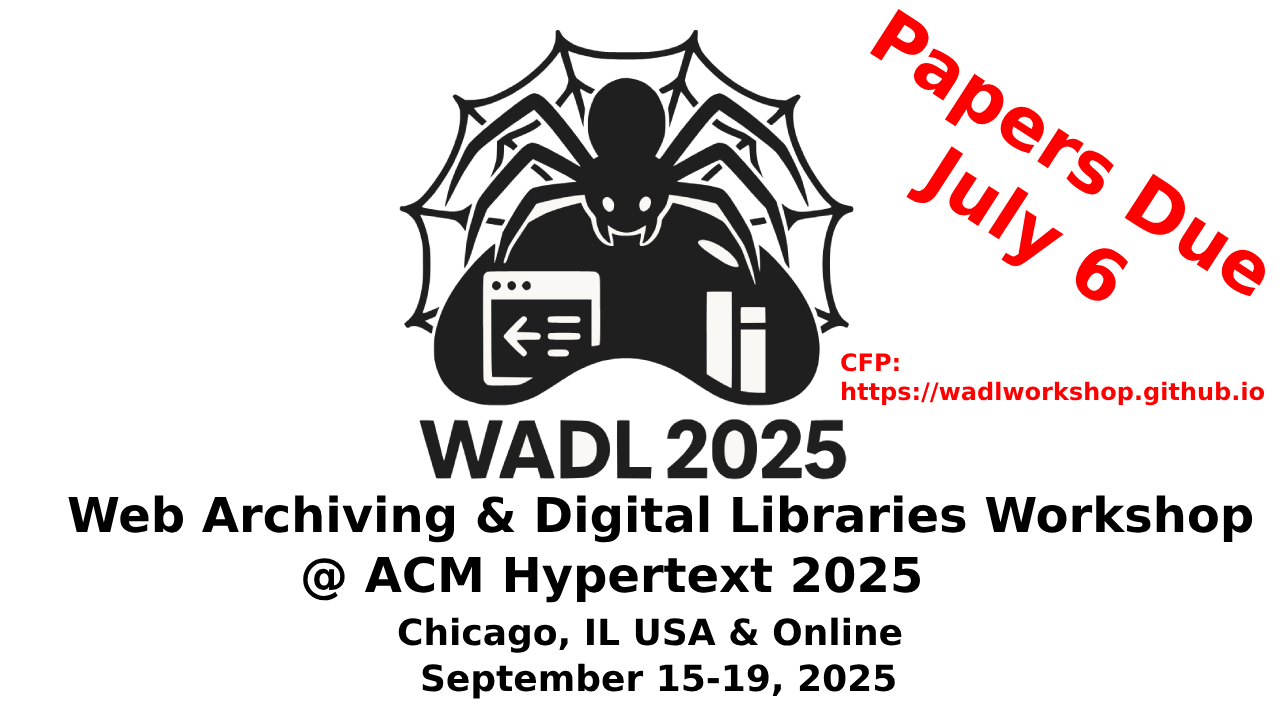 Papers Due
July 6
CFP:
https://wadlworkshop.github.io
WADL 2025
Web Archiving & Digital Libraries Workshop
@ ACM Hypertext 2025
Chicago, IL USA & Online
September 15-19, 2025